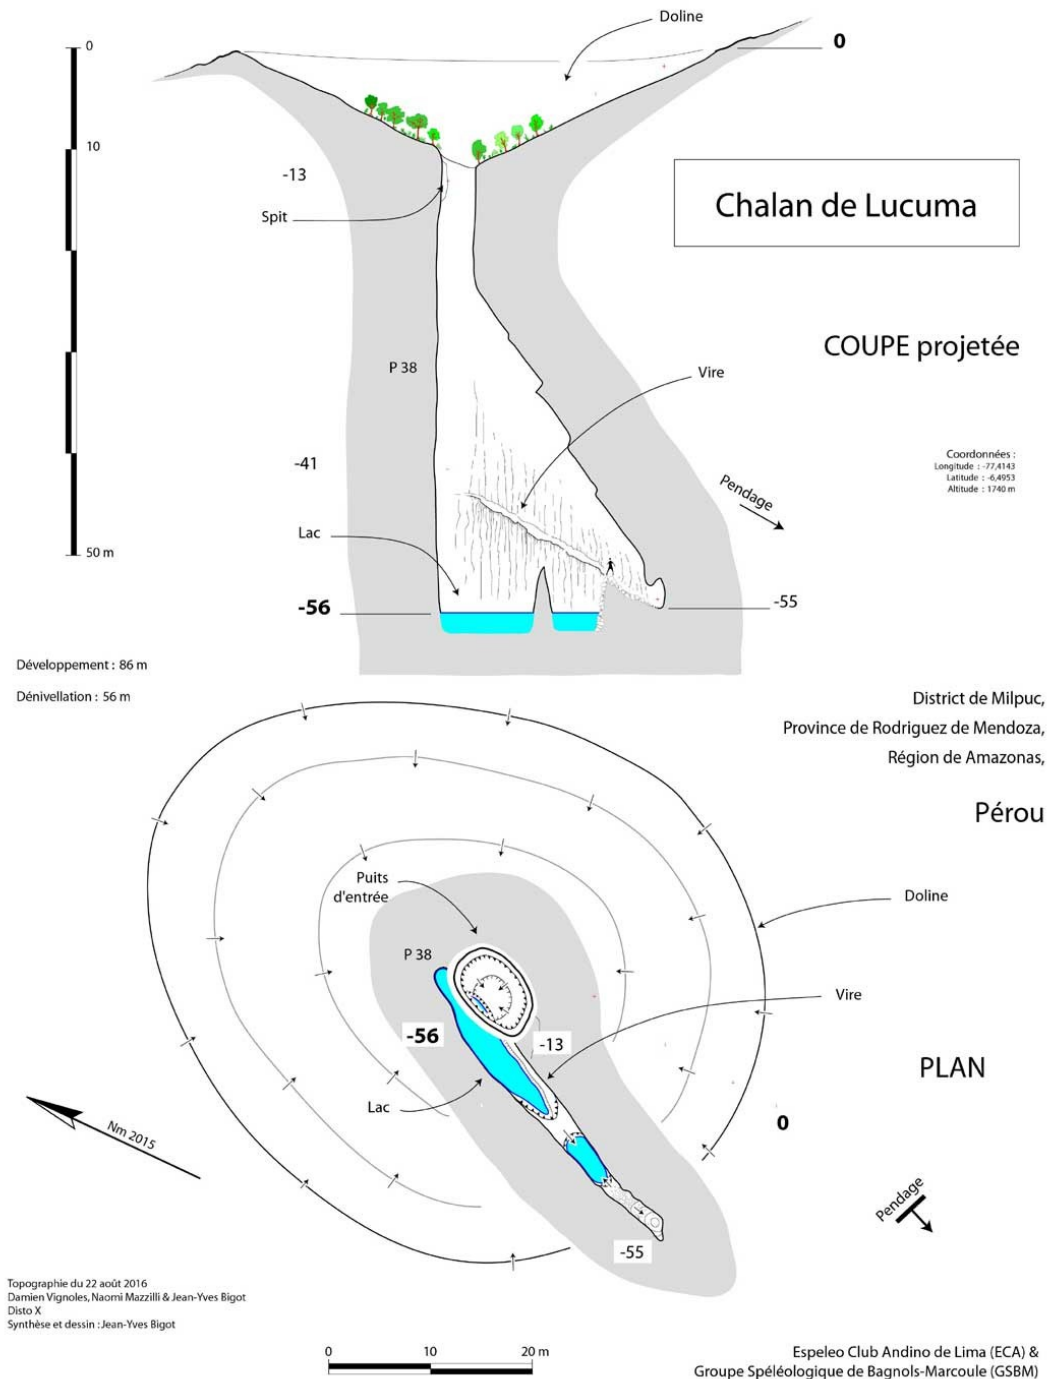 Doline
0
0
10
-13
Spit
Chalan de Lucuma
COUPE projetée
P 38
Vire
-41
Coordonnées :
Longitude : -77,4143
Latitude : -6,4953
Altitude : 1740 m
Pendage
Lac
50 m
-56
-55
Développement : 86 m
Dénivellation : 56 m
District de Milpuc,
Province de Rodriguez de Mendoza,
Région de Amazonas,
Pérou
Puits
d'entrée
Doline
P 38
Vire
-56
-13
PLAN
Lac
0
Nm 2015
Pendage
-55
Topographie du 22 août 2016
Damien Vignoles, Naomi Mazzilli & Jean-Yves Bigot
Disto X
Synthèse et dessin : Jean-Yves Bigot
0 10 20 m
Espeleo Club Andino de Lima (ECA) &
Groupe Spéléologique de Bagnols-Marcoule (GSBM)